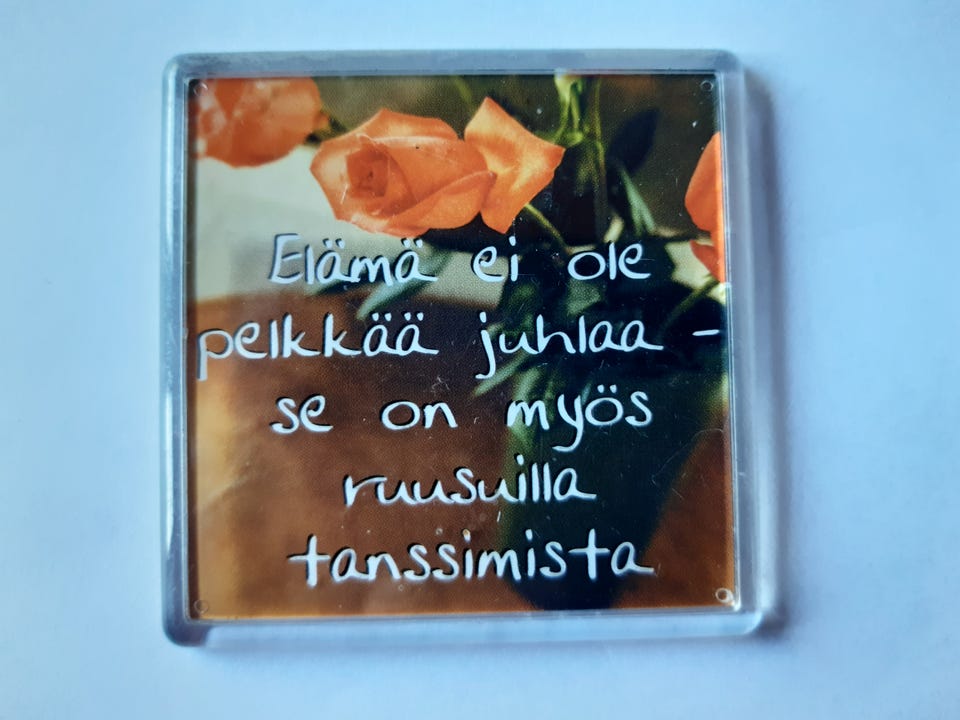 Elämä ei ole
pelkkää juhlaa -
se on myös
ruusuilla
tanssimista